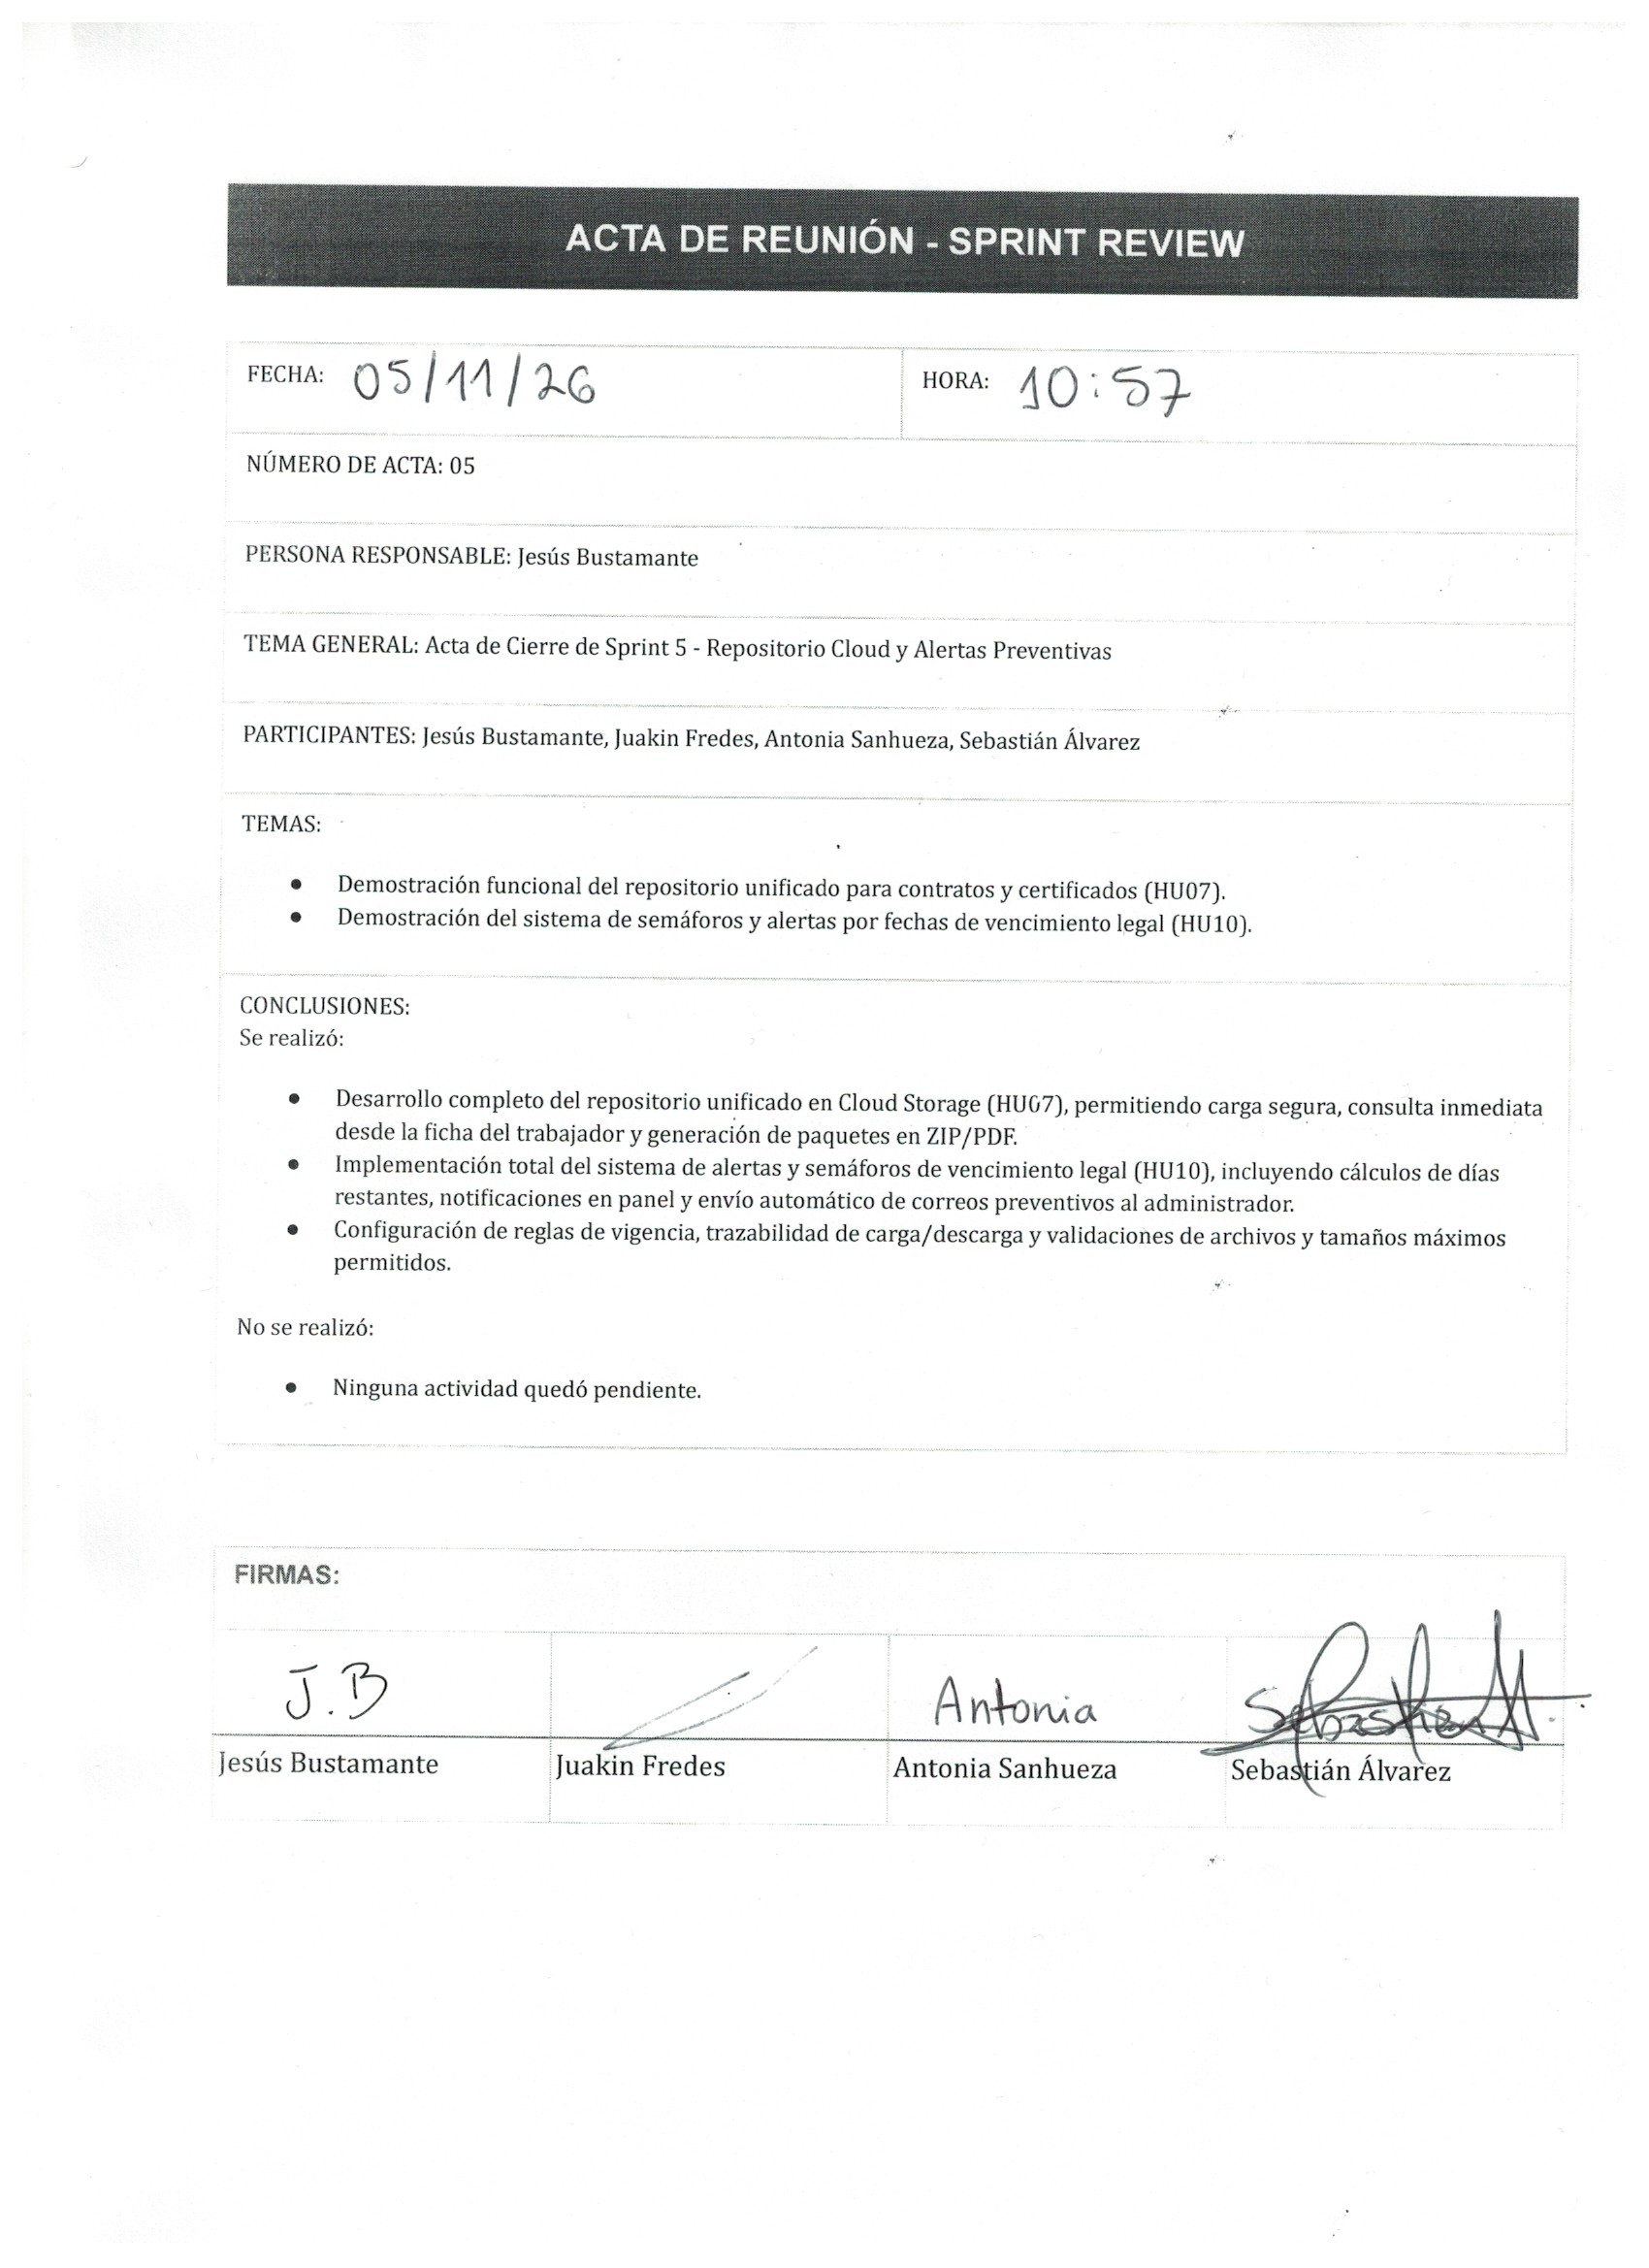 ACTA DE REUNIÓN - SPRINT REVIEW
FECHA: 05/11/26
HORA: 10:57
NÚMERO DE ACTA: 05
PERSONA RESPONSABLE: Jesús Bustamante
TEMA GENERAL: Acta de Cierre de Sprint 5 - Repositorio Cloud y Alertas Preventivas
PARTICIPANTES: Jesús Bustamante, Juakin Fredes, Antonia Sanhueza, Sebastián Álvarez
TEMAS:
● Demostración funcional del repositorio unificado para contratos y certificados (HU07).
● Demostración del sistema de semáforos y alertas por fechas de vencimiento legal (HU10).
CONCLUSIONES:
Se realizó:
● Desarrollo completo del repositorio unificado en Cloud Storage (HU07), permitiendo carga segura, consulta inmediata
desde la ficha del trabajador y generación de paquetes en ZIP/PDF.
● Implementación total del sistema de alertas y semáforos de vencimiento legal (HU10), incluyendo cálculos de días
restantes, notificaciones en panel y envío automático de correos preventivos al administrador.
● Configuración de reglas de vigencia, trazabilidad de carga/descarga y validaciones de archivos y tamaños máximos
permitidos.
No se realizó:
● Ninguna actividad quedó pendiente.
FIRMAS:
J.B
Antonia
Sebastian A.
Jesús Bustamante
Juakin Fredes
Antonia Sanhueza
Sebastián Álvarez